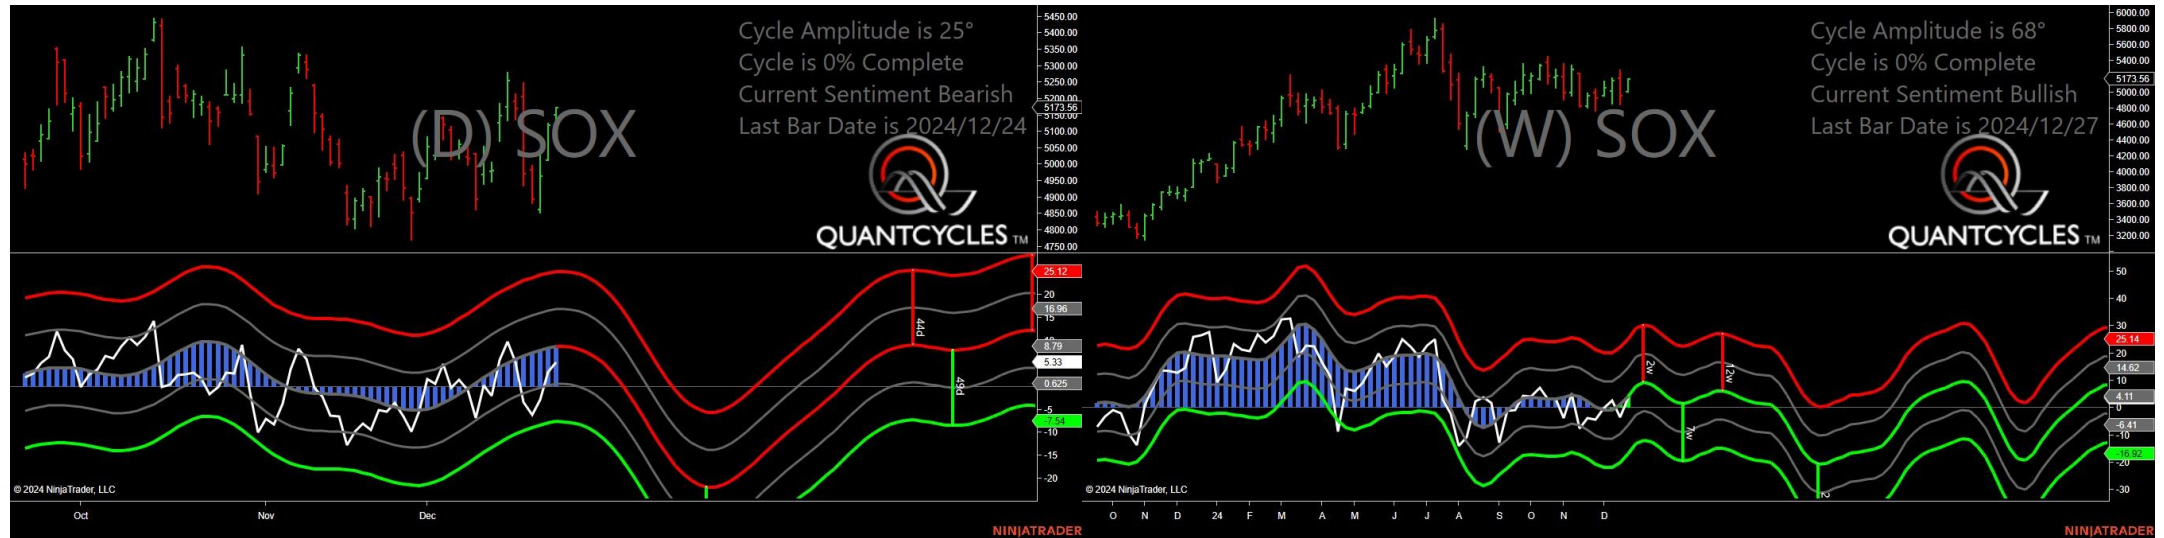 Cycle Amplitude is 25°
Cycle is 0% Complete
Current Sentiment Bearish
Last Bar Date is 2024/12/24
(D) SOX
QUANTCYCLES TM
5450.00
5400.00
5350.00
5300.00
5250.00
5200.00
5173.56
5150.00
5100.00
5050.00
5000.00
4950.00
4900.00
4850.00
4800.00
4750.00
44d
49d
25.12
20
16.96
15
8.79
5.33
0.625
-5
-7.54
-10
-15
-20
© 2024 NinjaTrader, LLC
Oct
Nov
Dec
NINJATRADER
Cycle Amplitude is 68°
Cycle is 0% Complete
Current Sentiment Bullish
Last Bar Date is 2024/12/27
(W) SOX
QUANTCYCLES TM
6000.00
5800.00
5600.00
5400.00
5173.56
5000.00
4800.00
4600.00
4400.00
4200.00
4000.00
3800.00
3600.00
3400.00
3200.00
2w
7w
12w
50
40
30
25.14
20
14.62
10
4.11
0
-6.41
-10
-16.92
-20
-30
© 2024 NinjaTrader, LLC
O N D 24 F M A M J J A S O N D
NINJATRADER